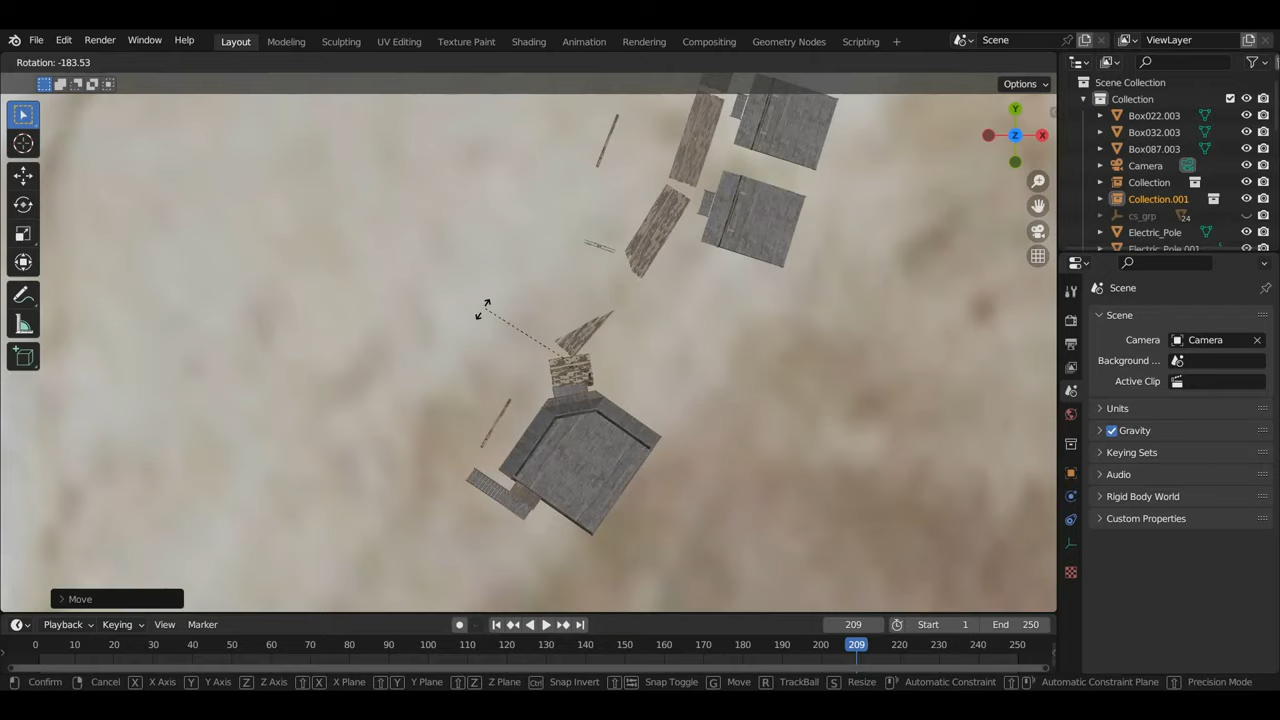 File Edit Render Window Help Layout Modeling Sculpting UV Editing Texture Paint Shading Animation Rendering Compositing Geometry Nodes Scripting + Scene ViewLayer
Rotation: -183.53
Options
Y
Z
X
Scene Collection
Collection
Box022.003
Box032.003
Box087.003
Camera
Collection
Collection.001
cs_grp 24
Electric_Pole
Electric_Pole.001
Scene
Scene
Camera Camera
Background ...
Active Clip
Units
Gravity
Keying Sets
Audio
Rigid Body World
Custom Properties
Move
Playback Keying View Marker 209 Start 1 End 250
0 10 20 30 40 50 60 70 80 90 100 110 120 130 140 150 160 170 180 190 200 209 220 230 240 250
Confirm Cancel X X Axis Y Y Axis Z Z Axis X X Plane Y Y Plane Z Z Plane Ctrl Snap Invert Snap Toggle G Move R TrackBall S Resize Automatic Constraint Automatic Constraint Plane Precision Mode